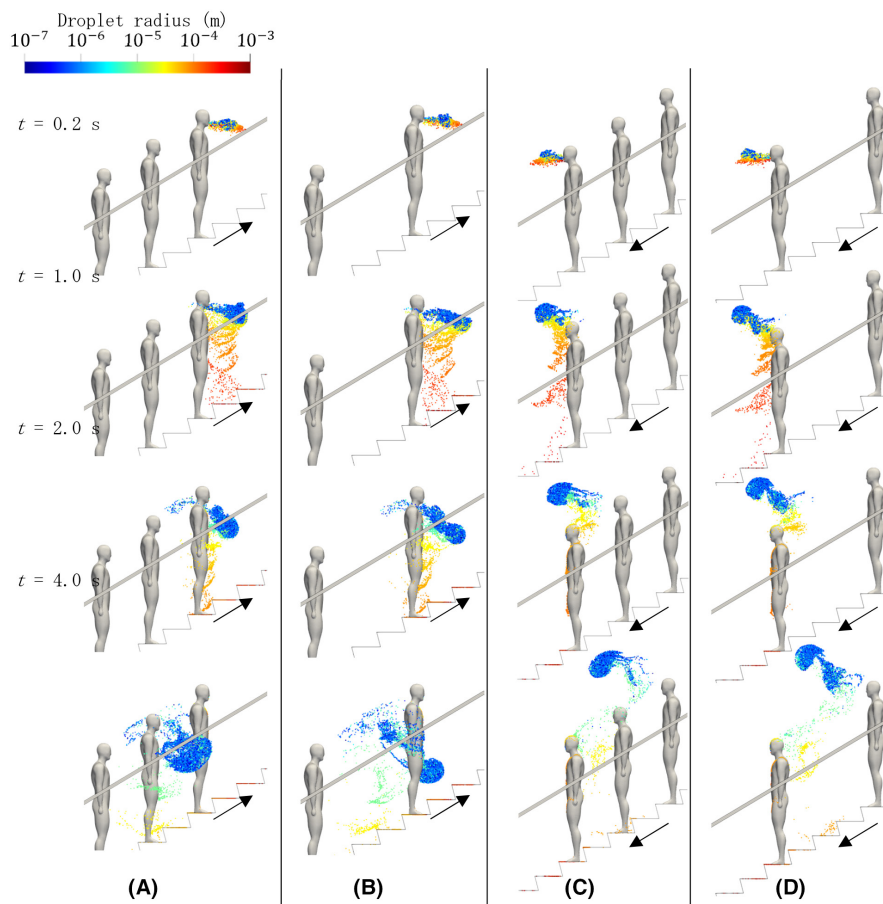 Droplet radius (m)
10⁻⁷ 10⁻⁶ 10⁻⁵ 10⁻⁴ 10⁻³
t = 0.2 s
t = 1.0 s
t = 2.0 s
t = 4.0 s
(A) (B) (C) (D)